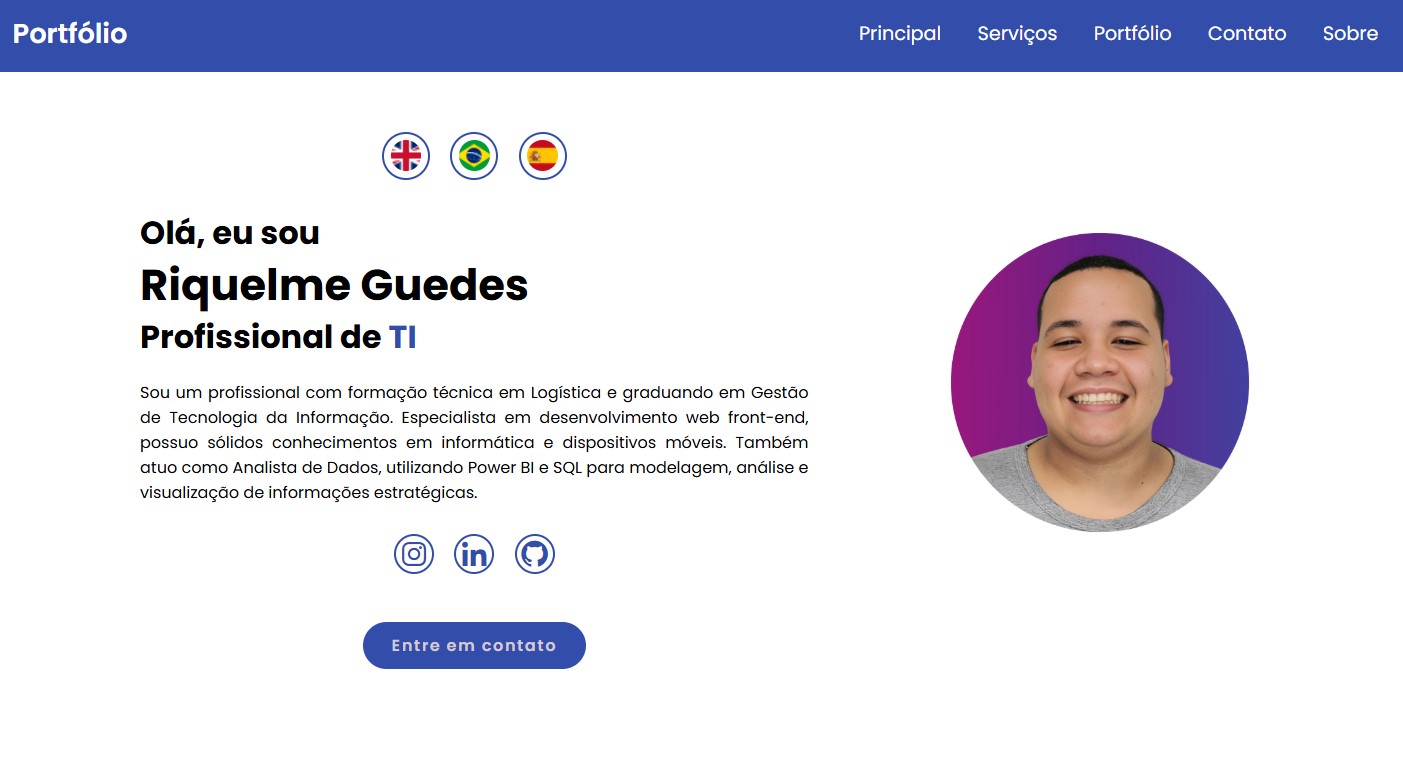 Portfólio
Principal Serviços Portfólio Contato Sobre
Olá, eu sou
Riquelme Guedes
Profissional de TI
Sou um profissional com formação técnica em Logística e graduando em Gestão
de Tecnologia da Informação. Especialista em desenvolvimento web front-end,
possuo sólidos conhecimentos em informática e dispositivos móveis. Também
atuo como Analista de Dados, utilizando Power BI e SQL para modelagem, análise e
visualização de informações estratégicas.
in
Entre em contato